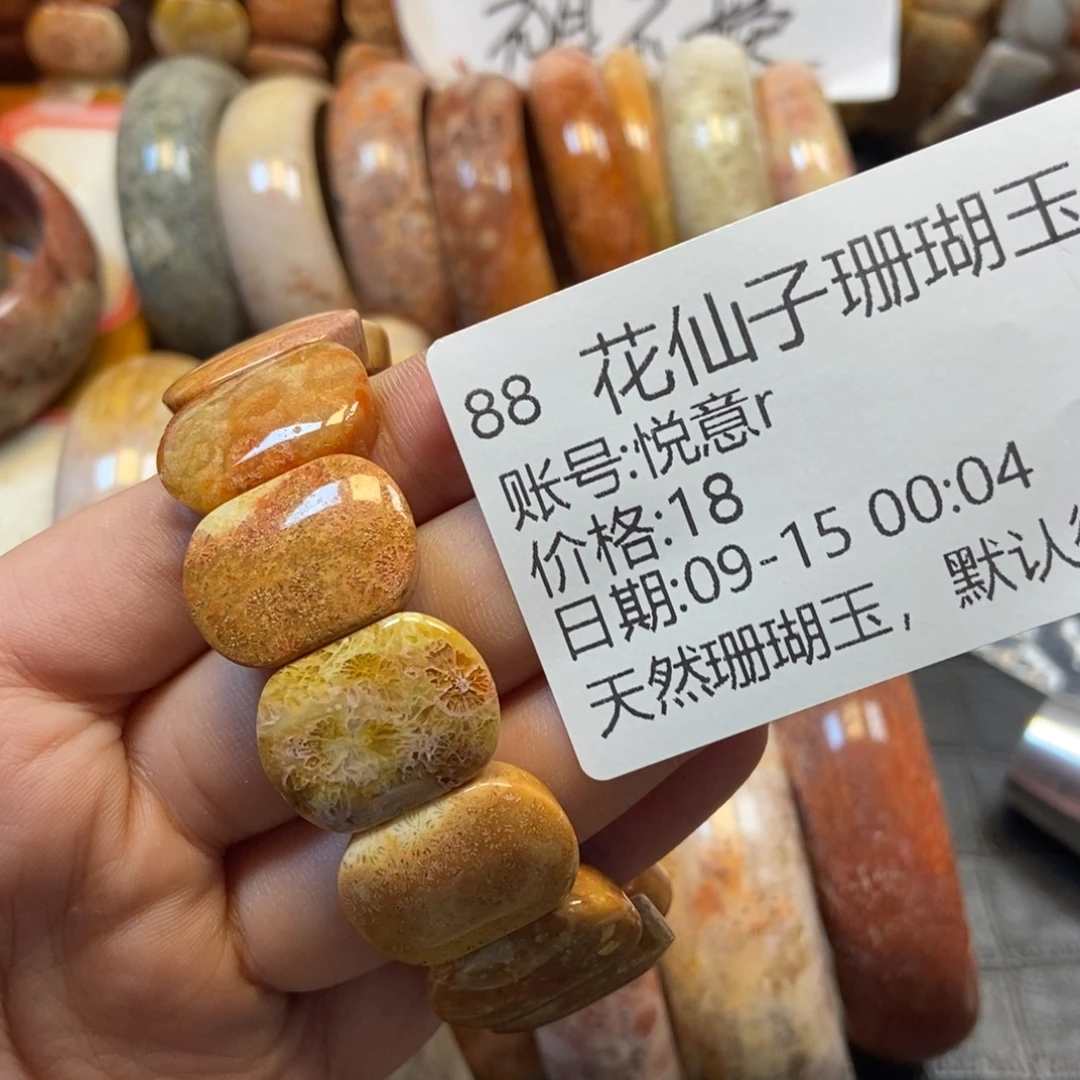 88 花仙子珊瑚玉
账号:悦意r
价格:18
日期:09-15 00:04
天然珊瑚玉，默认